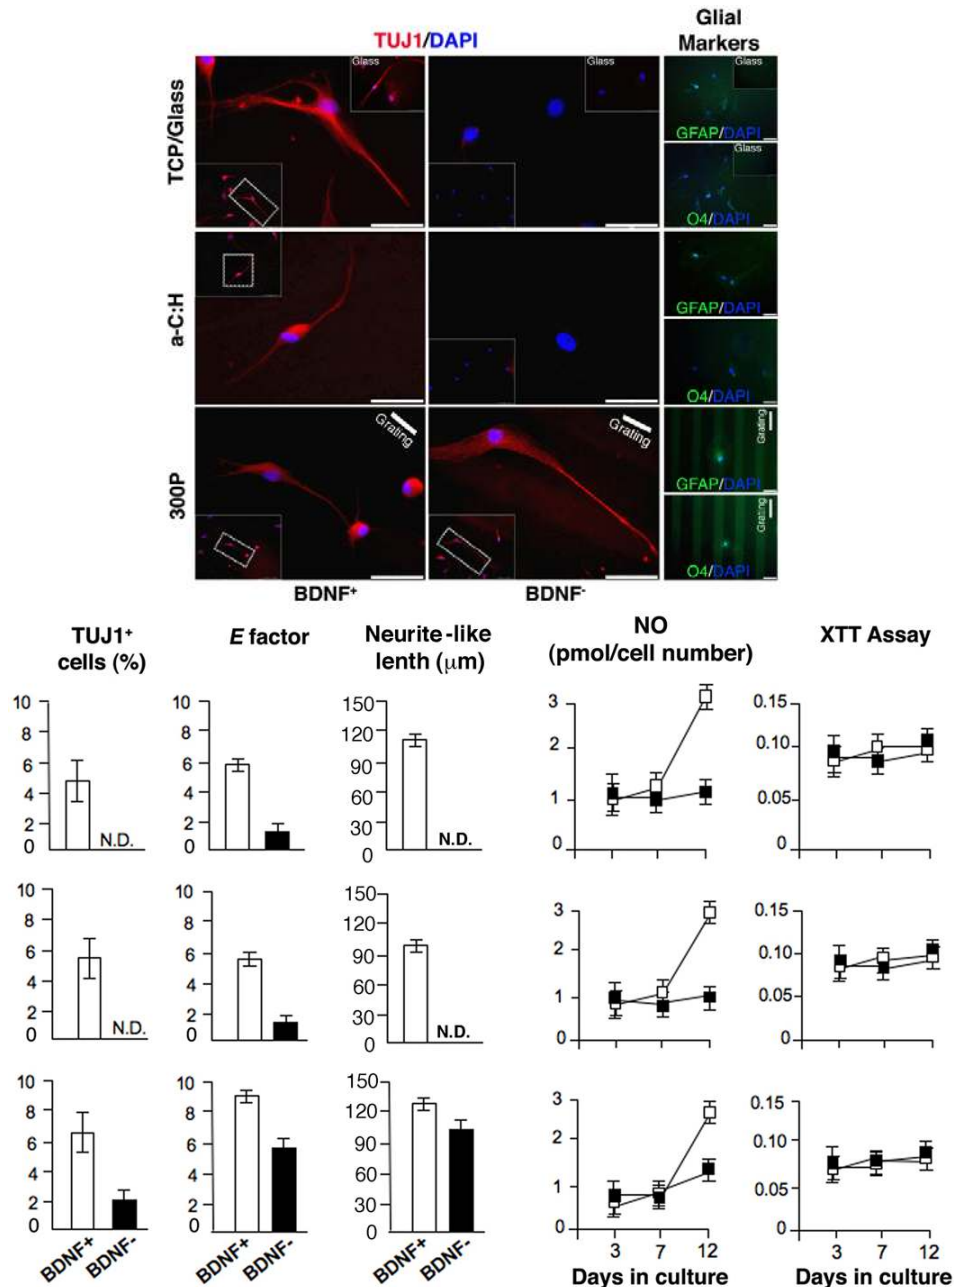 TUJ1/DAPI
Glial
Markers
TCP/Glass
Glass
Glass
Glass
GFAP/DAPI
Glass
O4/DAPI
a-C:H
GFAP/DAPI
O4/DAPI
300P
Grating
Grating
Grating
GFAP/DAPI
Grating
O4/DAPI
BDNF+
BDNF-
TUJ1+
cells (%)
E factor
Neurite-like
lenth (μm)
NO
(pmol/cell number)
XTT Assay
10
8
6
4
2
0
N.D.
10
8
6
4
2
0
150
120
90
60
30
0
N.D.
3
2
1
0
0.15
0.10
0.05
0
10
8
6
4
2
0
N.D.
10
8
6
4
2
0
150
120
90
60
30
0
N.D.
3
2
1
0
0.15
0.10
0.05
0
10
8
6
4
2
0
BDNF+
BDNF-
10
8
6
4
2
0
BDNF+
BDNF-
150
120
90
60
30
0
BDNF+
BDNF-
3
2
1
0
3
7
12
Days in culture
0.15
0.10
0.05
0
3
7
12
Days in culture